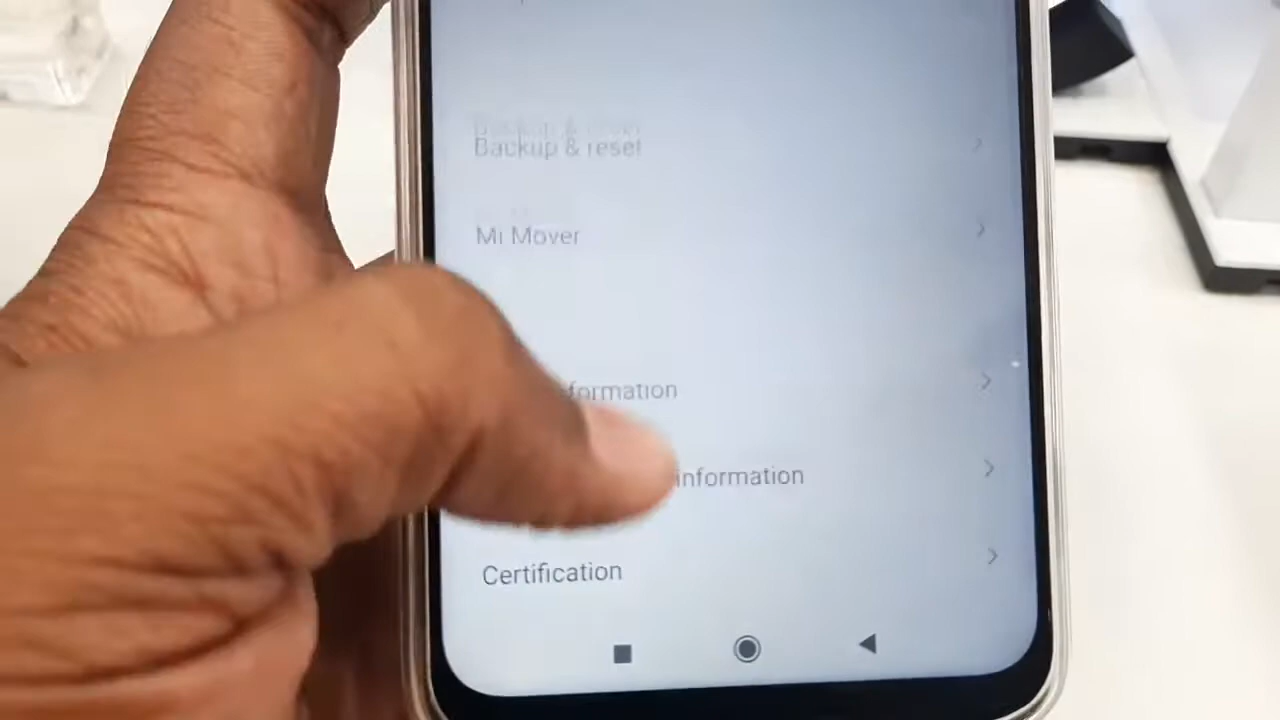 Backup & reset
Mi Mover
formation
information
Certification